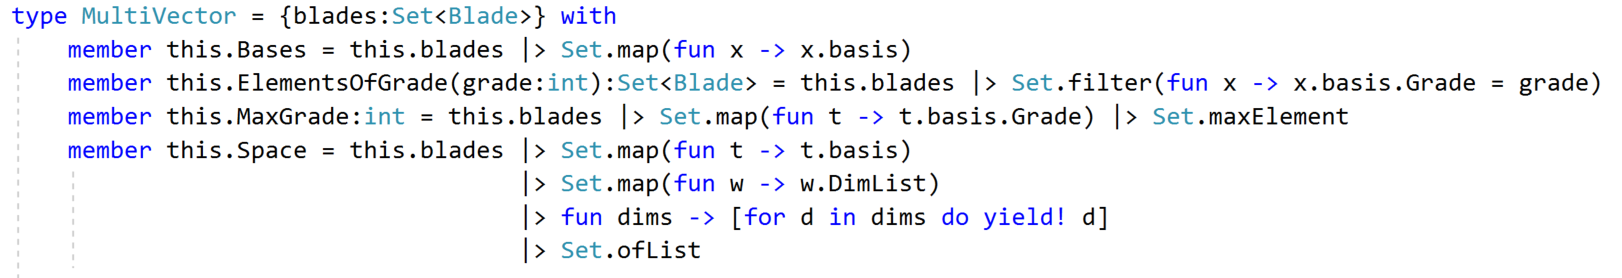 type MultiVector = {blades:Set<Blade>} with
    member this.Bases = this.blades |> Set.map(fun x -> x.basis)
    member this.ElementsOfGrade(grade:int):Set<Blade> = this.blades |> Set.filter(fun x -> x.basis.Grade = grade)
    member this.MaxGrade:int = this.blades |> Set.map(fun t -> t.basis.Grade) |> Set.maxElement
    member this.Space = this.blades |> Set.map(fun t -> t.basis)
                                    |> Set.map(fun w -> w.DimList)
                                    |> fun dims -> [for d in dims do yield! d]
                                    |> Set.ofList